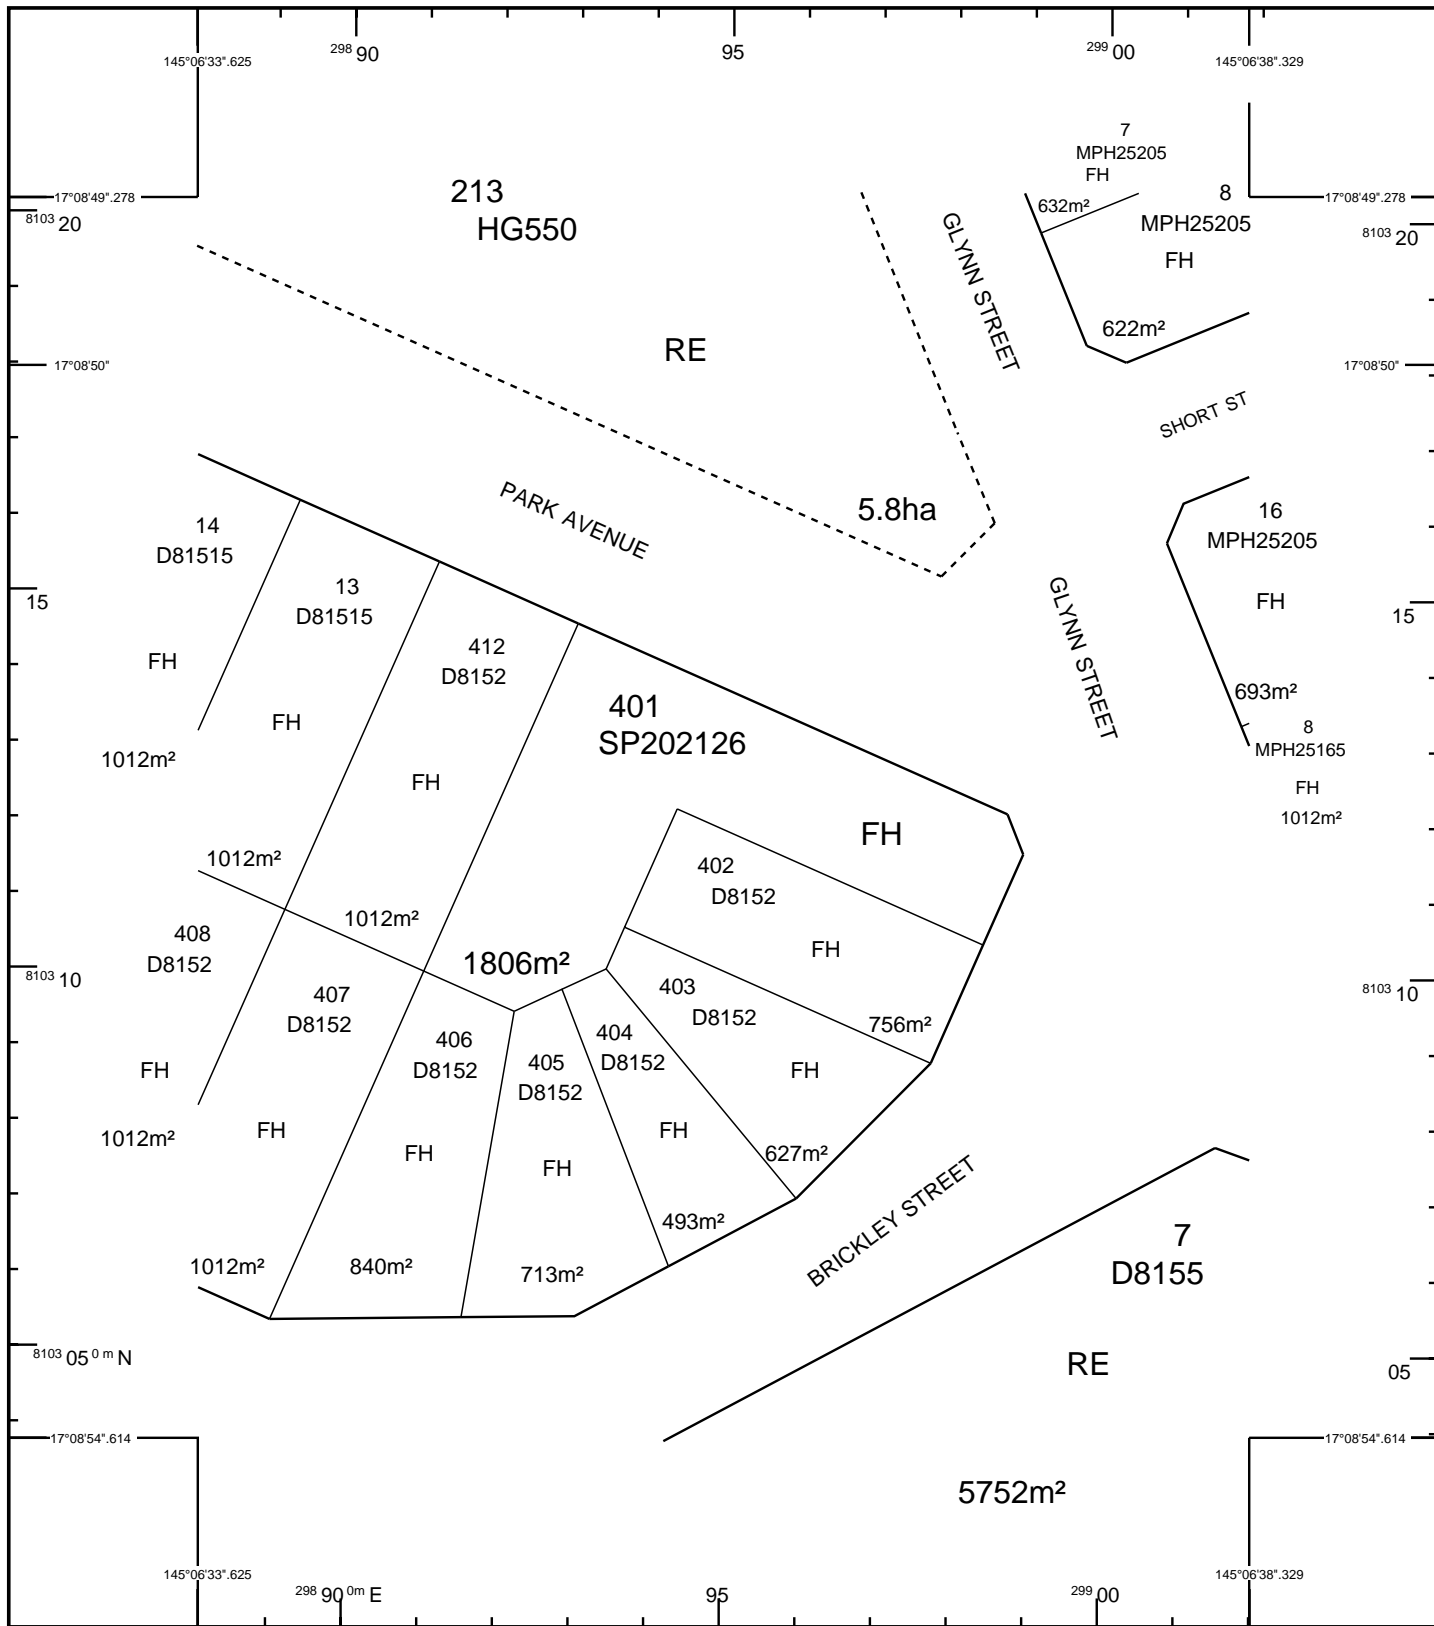 298 90
95
299 00
145°06'33".625
145°06'38".329
7
MPH25205
FH
632m²
8
MPH25205
FH
622m²
213
HG550
RE
5.8ha
17°08'49".278
17°08'49".278
8103 20
8103 20
GLYNN STREET
17°08'50"
17°08'50"
SHORT ST
PARK AVENUE
16
MPH25205
FH
693m²
14
D81515
FH
1012m²
13
D81515
FH
1012m²
412
D8152
FH
1012m²
401
SP202126
FH
1806m²
15
15
GLYNN STREET
8
MPH25165
FH
1012m²
402
D8152
FH
756m²
408
D8152
FH
1012m²
407
D8152
FH
1012m²
406
D8152
FH
840m²
405
D8152
FH
713m²
404
D8152
FH
493m²
403
D8152
FH
627m²
8103 10
8103 10
BRICKLEY STREET
7
D8155
RE
5752m²
8103 05 0 m N
05
17°08'54".614
17°08'54".614
145°06'33".625
145°06'38".329
298 90 0m E
95
299 00